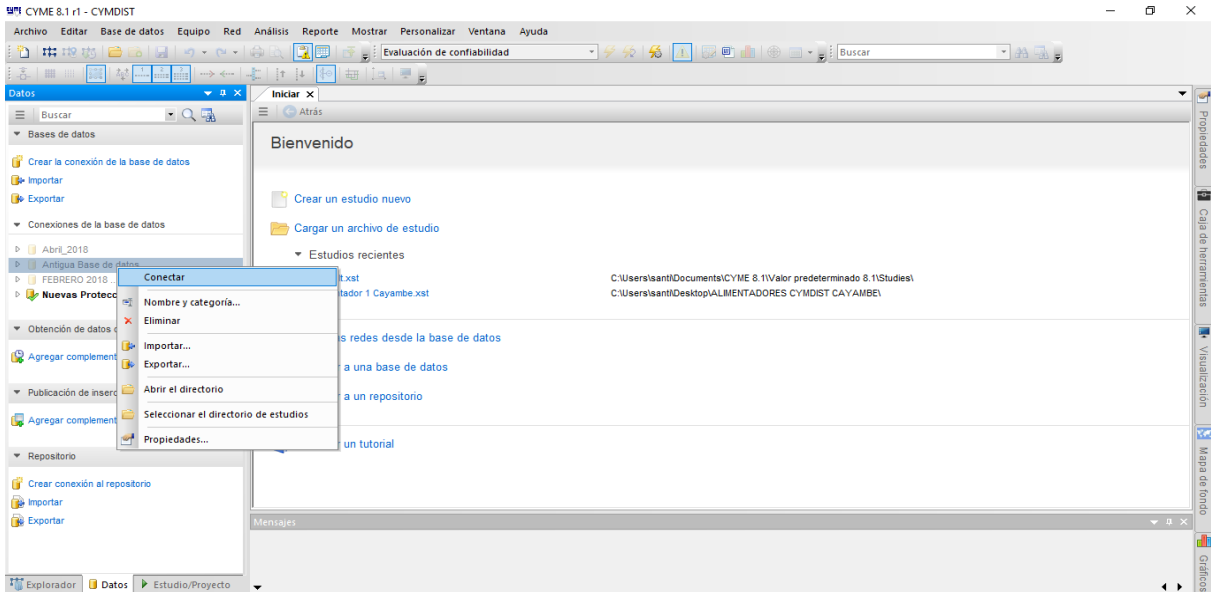 CYME 8.1 r1 - CYMDIST
Archivo Editar Base de datos Equipo Red Análisis Reporte Mostrar Personalizar Ventana Ayuda
Evaluación de confiabilidad
Buscar
Datos
Buscar
Bases de datos
Crear la conexión de la base de datos
Importar
Exportar
Conexiones de la base de datos
Abril_2018
Antigua Base de datos
FEBRERO 2018 ..
Nuevas Protecc
Obtención de datos
Agregar complement
Publicación de inserc
Agregar complement
Repositorio
Crear conexión al repositorio
Importar
Exportar
Explorador
Datos
Estudio/Proyecto
Conectar
Nombre y categoría...
Eliminar
Importar...
Exportar...
Abrir el directorio
Seleccionar el directorio de estudios
Propiedades...
Iniciar
Atrás
Bienvenido
Crear un estudio nuevo
Cargar un archivo de estudio
Estudios recientes
lt.xst C:\Users\santi\Documents\CYME 8.1\Valor predeterminado 8.1\Studies\
tador 1 Cayambe.xst C:\Users\santi\Desktop\ALIMENTADORES CYMDIST CAYAMBE\
s redes desde la base de datos
a una base de datos
a un repositorio
un tutorial
Mensajes
Propiedades
Caja de herramientas
Visualización
Mapa de fondo
Gráficos